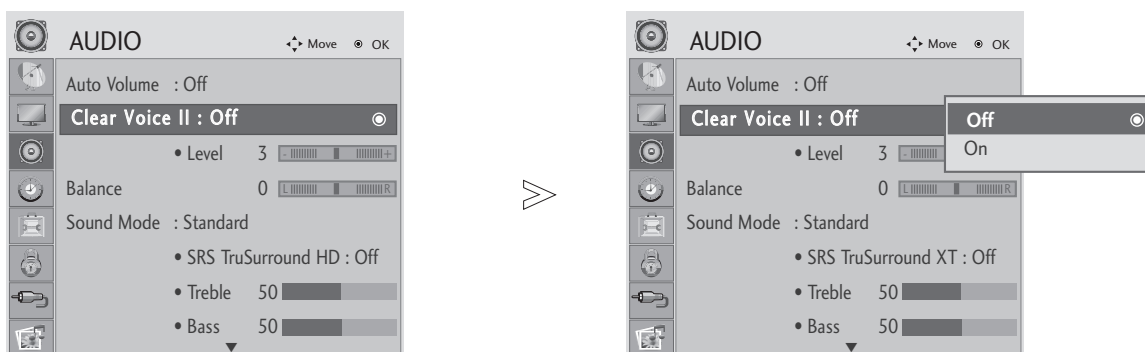 AUDIO Move OK
Auto Volume : Off
Clear Voice II : Off
• Level 3 - +
Balance 0 L R
Sound Mode : Standard
• SRS TruSurround HD : Off
• Treble 50
• Bass 50
AUDIO Move OK
Auto Volume : Off
Clear Voice II : Off
Off
On
• Level 3 -
Balance 0 L R
Sound Mode : Standard
• SRS TruSurround XT : Off
• Treble 50
• Bass 50